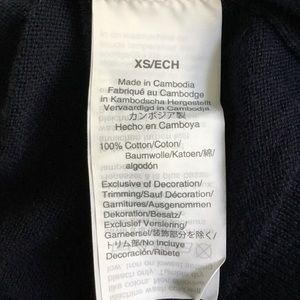 XS/ECH
Made in Cambodia
Fabriqué au Cambodge
in Kambodscha Hergestellt
Vervaardigd in Cambodja
カンボジア製
Hecho en Camboya
100% Cotton/Coton/
Baumwolle/Katoen/綿/
algodón
Exclusive of Decoration/
Trimming/Sauf Décoration/
Garnitures/Ausgenommen
Dekoration/Besatz/
Exklusief Versiering/
Garneersel/装飾部分を除く/
トリム部/No Incluye
Decoración/Ribete